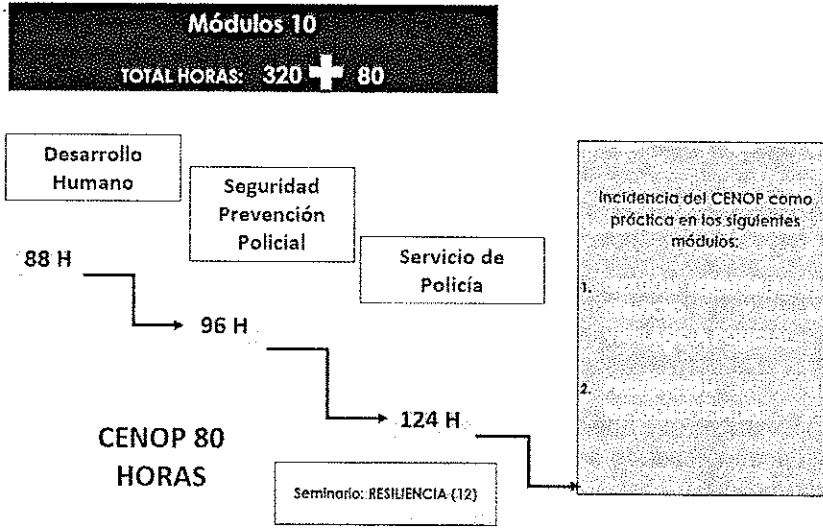 Módulos 10
TOTAL HORAS: 320 + 80
Desarrollo
Humano
88 H
Seguridad
Prevención
Policial
96 H
Servicio de
Policía
124 H
CENOP 80
HORAS
Seminario: RESILIENCIA (12)
Incidencia del CENOP como
práctica en los siguientes
módulos:
1.
2.